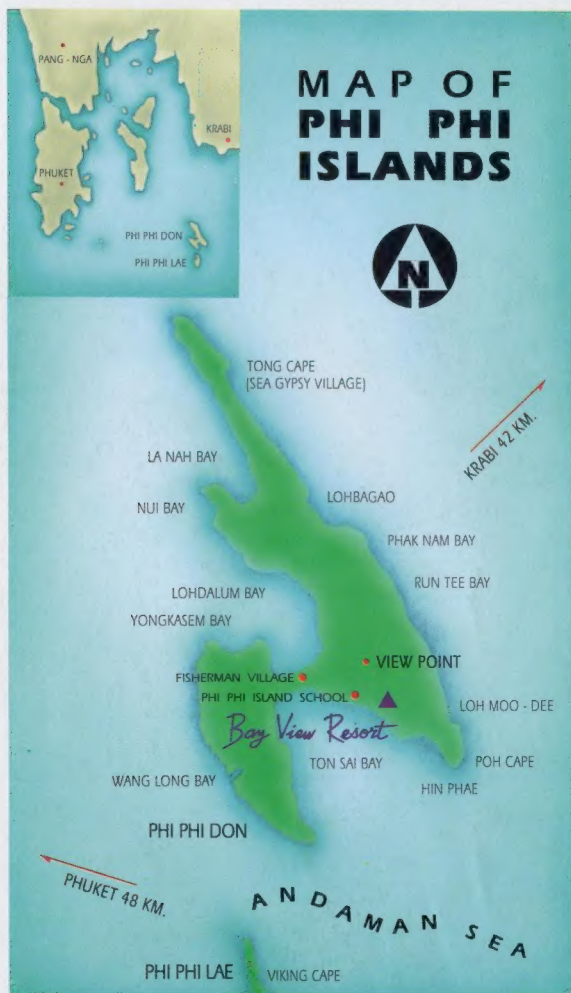 PANG - NGA
KRABI
PHUKET
PHI PHI DON
PHI PHI LAE
MAP OF
PHI PHI
ISLANDS
N
TONG CAPE
(SEA GYPSY VILLAGE)
KRABI 42 KM.
LA NAH BAY
NUI BAY
LOHBAGAO
PHAK NAM BAY
RUN TEE BAY
LOHDALUM BAY
YONGKASEM BAY
VIEW POINT
FISHERMAN VILLAGE
PHI PHI ISLAND SCHOOL
LOH MOO - DEE
Bay View Resort
TON SAI BAY
POH CAPE
WANG LONG BAY
HIN PHAE
PHI PHI DON
PHUKET 48 KM.
ANDAMAN SEA
PHI PHI LAE
VIKING CAPE